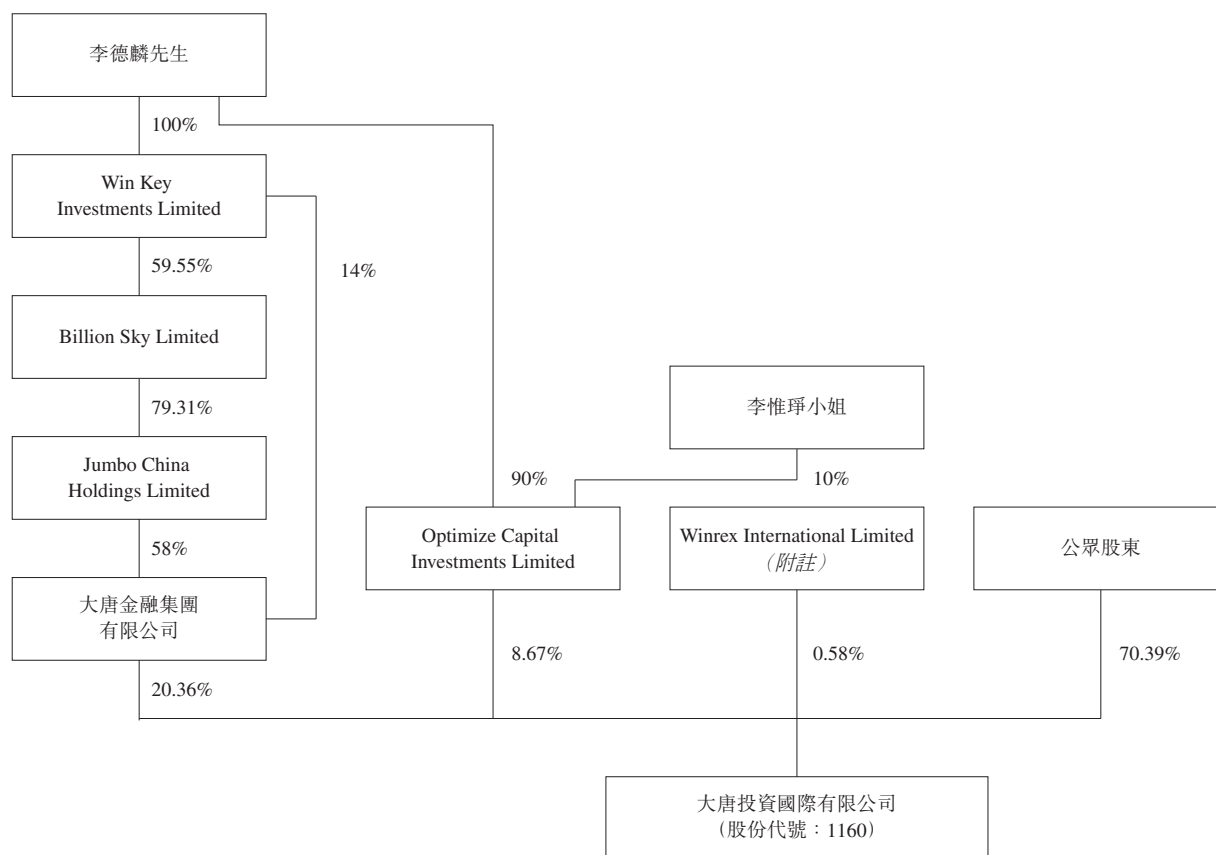 李德麟先生
100%
Win Key
Investments Limited
59.55%
14%
Billion Sky Limited
79.31%
李惟琤小姐
Jumbo China
Holdings Limited
90%
10%
58%
Optimize Capital
Investments Limited
Winrex International Limited
（附註）
公眾股東
大唐金融集團
有限公司
8.67%
0.58%
70.39%
20.36%
大唐投資國際有限公司
（股份代號：1160）